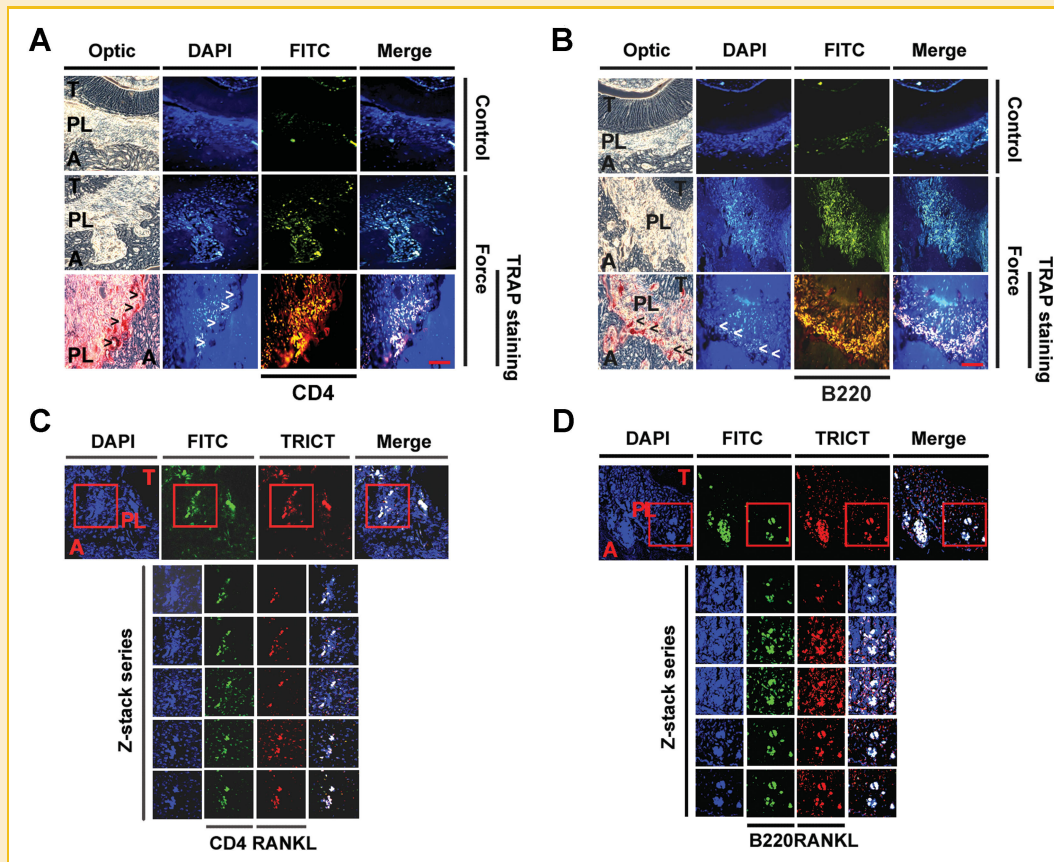 A
Optic DAPI FITC Merge
T
PL
A
Control
T
PL
A
Force
> > > >
PL A
> > > >
TRAP staining
CD4
B
Optic DAPI FITC Merge
T
PL
A
Control
T
PL
A
Force
PL T
< < < <
A
< < < <
TRAP staining
B220
C
DAPI FITC TRICT Merge
T
PL
A
Z-stack series
CD4 RANKL
D
DAPI FITC TRICT Merge
T
PL
A
Z-stack series
B220RANKL